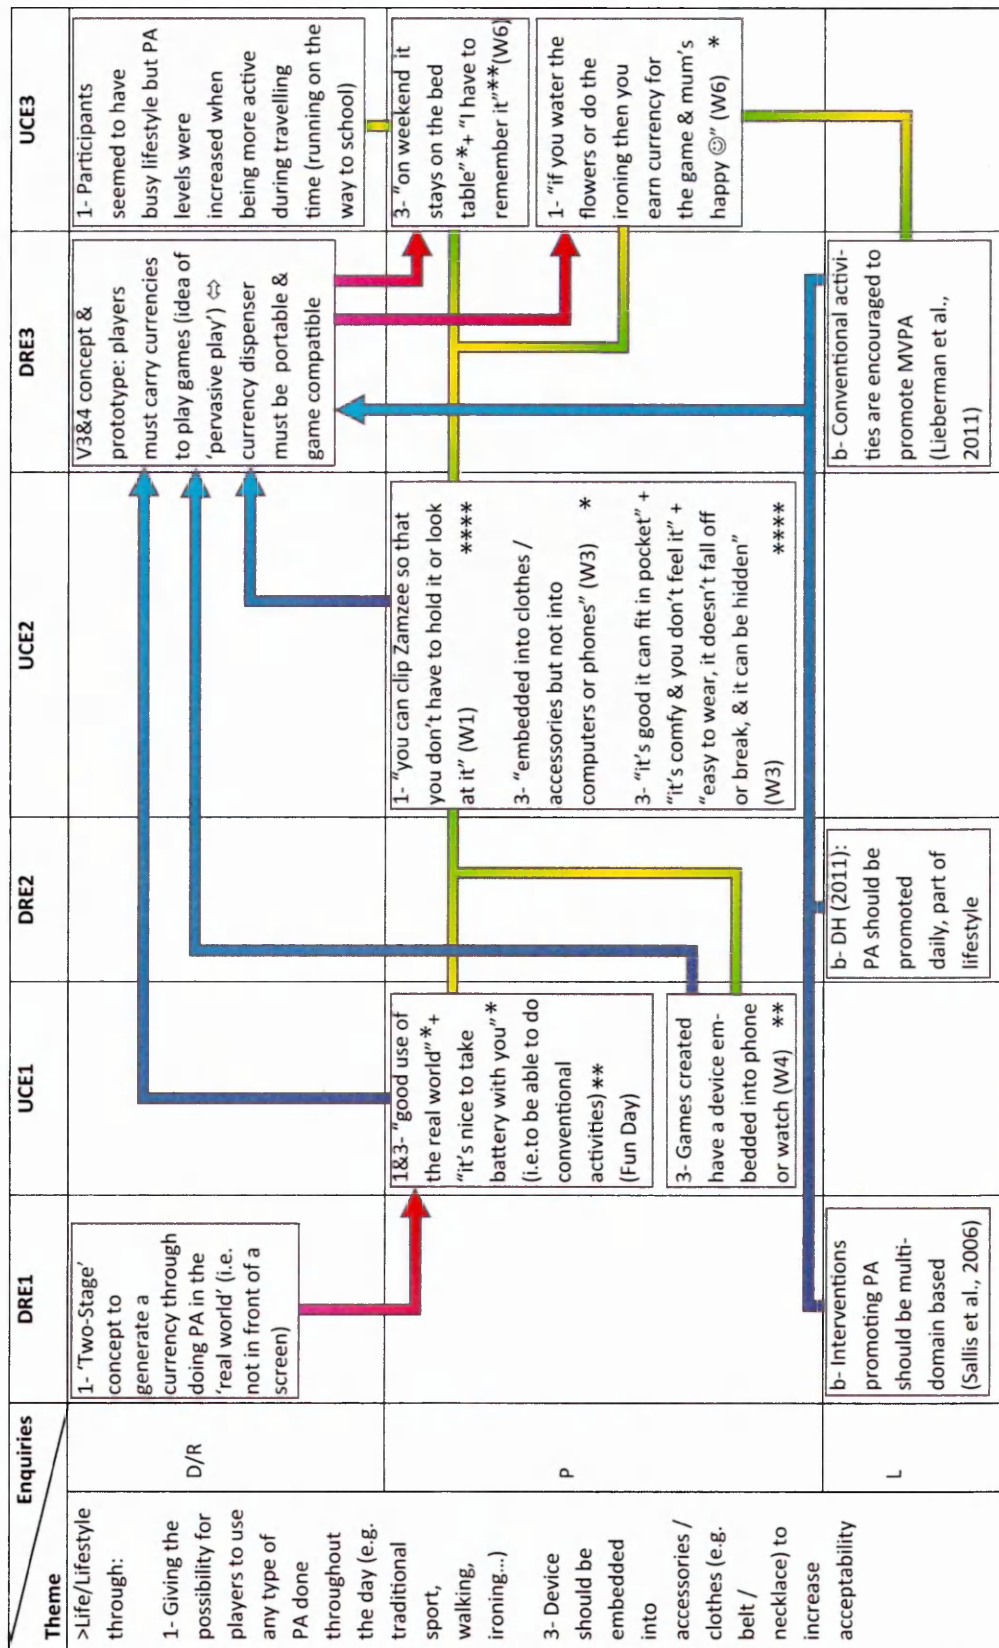 Enquiries
Theme
DRE1
UCE1
DRE2
UCE2
DRE3
UCE3
>Life/Lifestyle
through:
1- Giving the
possibility for
players to use
any type of
PA done
throughout
the day (e.g.
traditional
sport,
walking,
ironing...)
3- Device
should be
embedded
into
accessories /
clothes (e.g.
belt /
necklace) to
increase
acceptability
D/R
1- 'Two-Stage'
concept to
generate a
currency through
doing PA in the
'real world' (i.e.
not in front of a
screen)
V3&4 concept &
prototype: players
must carry currencies
to play games (idea of
'pervasive play') ⇔
currency dispenser
must be portable &
game compatible
1- Participants
seemed to have
busy lifestyle but PA
levels were
increased when
being more active
during travelling
time (running on the
way to school)
P
1&3- "good use of
the real world"*+
"it's nice to take
battery with you"*
(i.e.to be able to do
conventional
activities) **
(Fun Day)
3- Games created
have a device em-
bedded into phone
or watch (W4) **
1- "you can clip Zamzee so that
you don't have to hold it or look
at it" (W1) ****
3- "embedded into clothes /
accessories but not into
computers or phones" (W3) *
3- "it's good it can fit in pocket" +
"it's comfy & you don't feel it" +
"easy to wear, it doesn't fall off
or break, & it can be hidden"
(W3) ****
3- "on weekend it
stays on the bed
table"*+ "I have to
remember it"**(W6)
1- "if you water the
flowers or do the
ironing then you
earn currency for
the game & mum's
happy ☺" (W6) *
L
b- Interventions
promoting PA
should be multi-
domain based
(Sallis et al., 2006)
b- DH (2011):
PA should be
promoted
daily, part of
lifestyle
b- Conventional activi-
ties are encouraged to
promote MVPA
(Lieberman et al.,
2011)